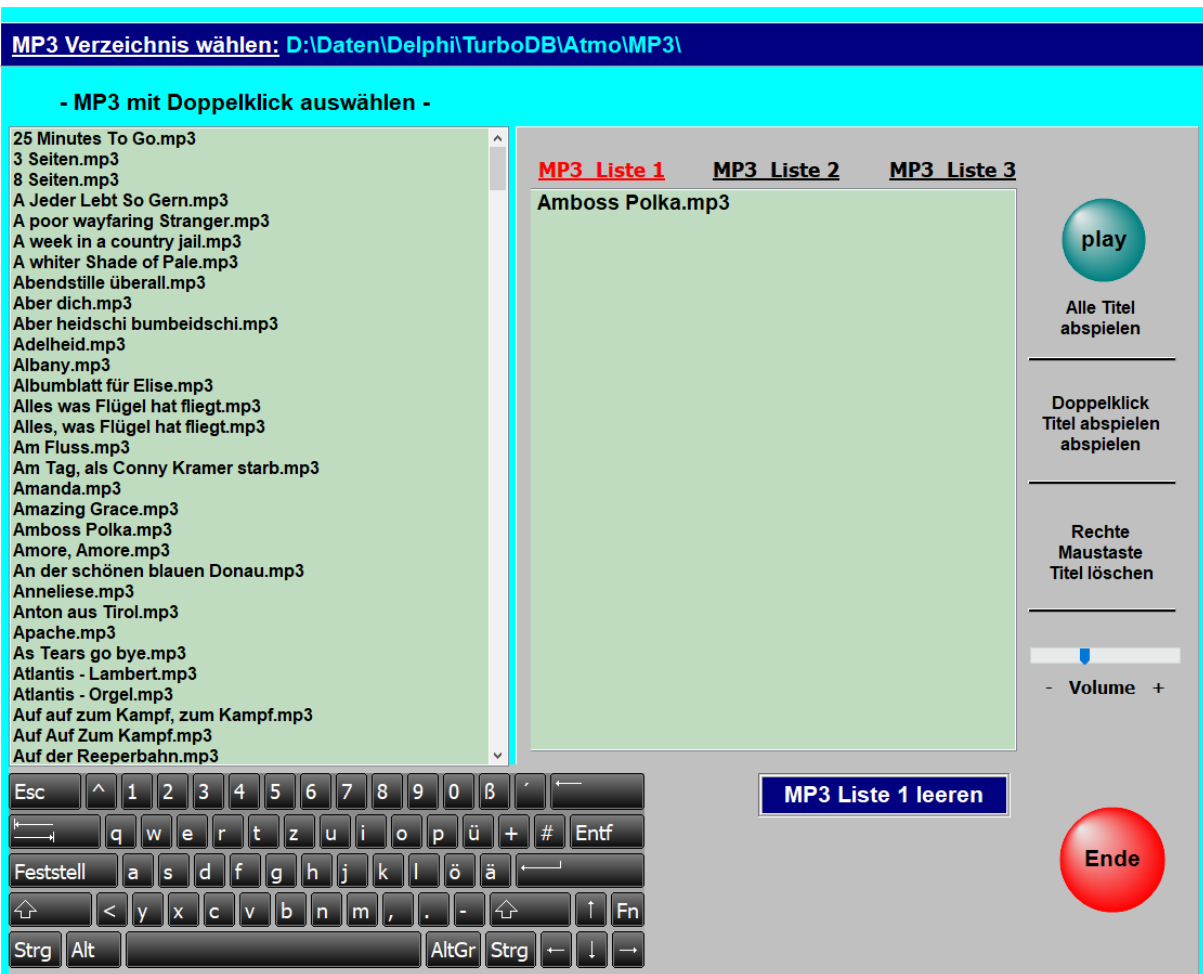 MP3 Verzeichnis wählen: D:\Daten\Delphi\TurboDB\Atmo\MP3\
- MP3 mit Doppelklick auswählen -
25 Minutes To Go.mp3
3 Seiten.mp3
8 Seiten.mp3
A Jeder Lebt So Gern.mp3
A poor wayfaring Stranger.mp3
A week in a country jail.mp3
A whiter Shade of Pale.mp3
Abendstille überall.mp3
Aber dich.mp3
Aber heidschi bumbeidschi.mp3
Adelheid.mp3
Albany.mp3
Albumblatt für Elise.mp3
Alles was Flügel hat fliegt.mp3
Alles, was Flügel hat fliegt.mp3
Am Fluss.mp3
Am Tag, als Conny Kramer starb.mp3
Amanda.mp3
Amazing Grace.mp3
Amboss Polka.mp3
Amore, Amore.mp3
An der schönen blauen Donau.mp3
Anneliese.mp3
Anton aus Tirol.mp3
Apache.mp3
As Tears go bye.mp3
Atlantis - Lambert.mp3
Atlantis - Orgel.mp3
Auf auf zum Kampf, zum Kampf.mp3
Auf Auf Zum Kampf.mp3
Auf der Reeperbahn.mp3
MP3 Liste 1 MP3 Liste 2 MP3 Liste 3
Amboss Polka.mp3
play
Alle Titel
abspielen
Doppelklick
Titel abspielen
abspielen
Rechte
Maustaste
Titel löschen
- Volume +
MP3 Liste 1 leeren
Ende
Esc ^ 1 2 3 4 5 6 7 8 9 0 ß ´ ←
q w e r t z u i o p ü + # Entf
Feststell a s d f g h j k l ö ä
< y x c v b n m , . - ↑ Fn
Strg Alt AltGr Strg ← ↓ →